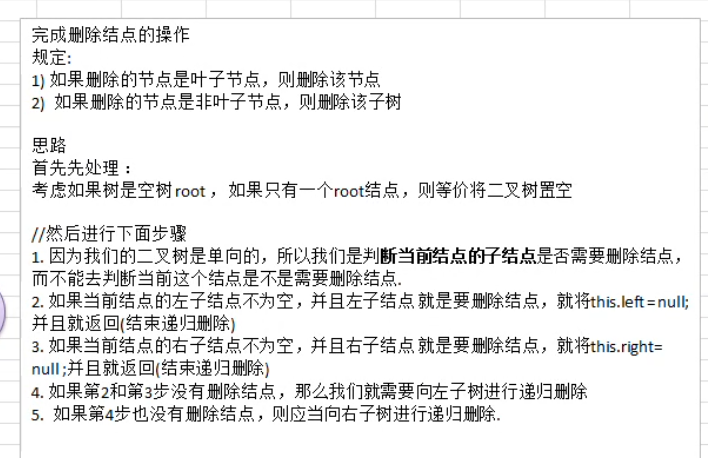 完成删除结点的操作
规定:
1) 如果删除的节点是叶子节点，则删除该节点
2) 如果删除的节点是非叶子节点，则删除该子树
思路
首先先处理：
考虑如果树是空树root，如果只有一个root结点，则等价将二叉树置空
//然后进行下面步骤
1. 因为我们的二叉树是单向的，所以我们是判断当前结点的子结点是否需要删除结点，
而不能去判断当前这个结点是不是需要删除结点.
2. 如果当前结点的左子结点不为空，并且左子结点 就是要删除结点，就将this.left=null;
并且就返回(结束递归删除)
3. 如果当前结点的右子结点不为空，并且右子结点 就是要删除结点，就将this.right=
null ;并且就返回(结束递归删除)
4. 如果第2和第3步没有删除结点，那么我们就需要向左子树进行递归删除
5. 如果第4步也没有删除结点，则应当向右子树进行递归删除.